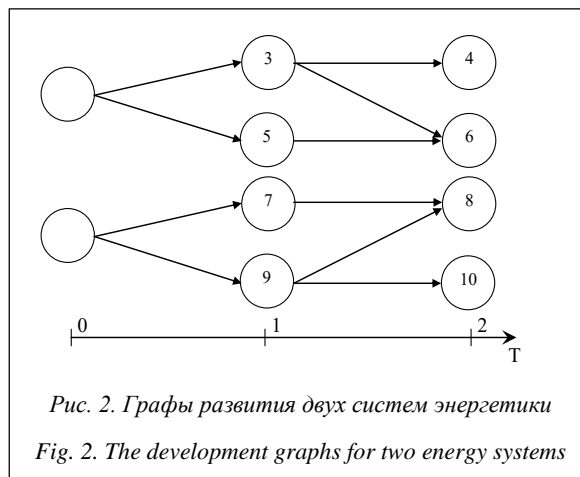 3 4
5 6
7 8
9 10
0 1 2
T
Рис. 2. Графы развития двух систем энергетики
Fig. 2. The development graphs for two energy systems